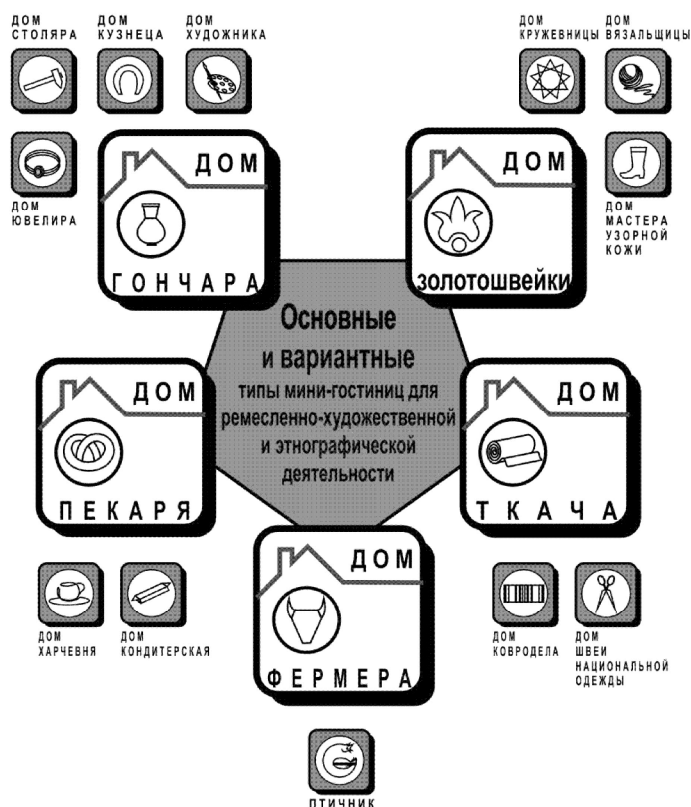 ДОМ
СТОЛЯРА
ДОМ
КУЗНЕЦА
ДОМ
ХУДОЖНИКА
ДОМ
КРУЖЕВНИЦЫ
ДОМ
ВЯЗАЛЬЩИЦЫ
ДОМ
ЮВЕЛИРА
ДОМ
ГОНЧАРА
ДОМ
ЗОЛОТОШВЕЙКИ
ДОМ
МАСТЕРА
УЗОРНОЙ
КОЖИ
Основные
и вариантные
типы мини-гостиниц для
ремесленно-художественной
и этнографической
деятельности
ДОМ
ПЕКАРЯ
ДОМ
ТКАЧА
ДОМ
ХАРЧЕВНЯ
ДОМ
КОНДИТЕРСКАЯ
ДОМ
ФЕРМЕРА
ДОМ
КОВРОДЕЛА
ДОМ
ШВЕИ
НАЦИОНАЛЬНОЙ
ОДЕЖДЫ
ПТИЧНИК